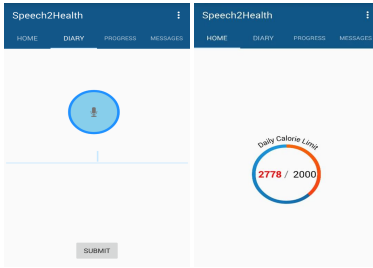 Speech2Health
HOME DIARY PROGRESS MESSAGES
SUBMIT
Speech2Health
HOME DIARY PROGRESS MESSAGES
Daily Calorie Limit
2778 / 2000